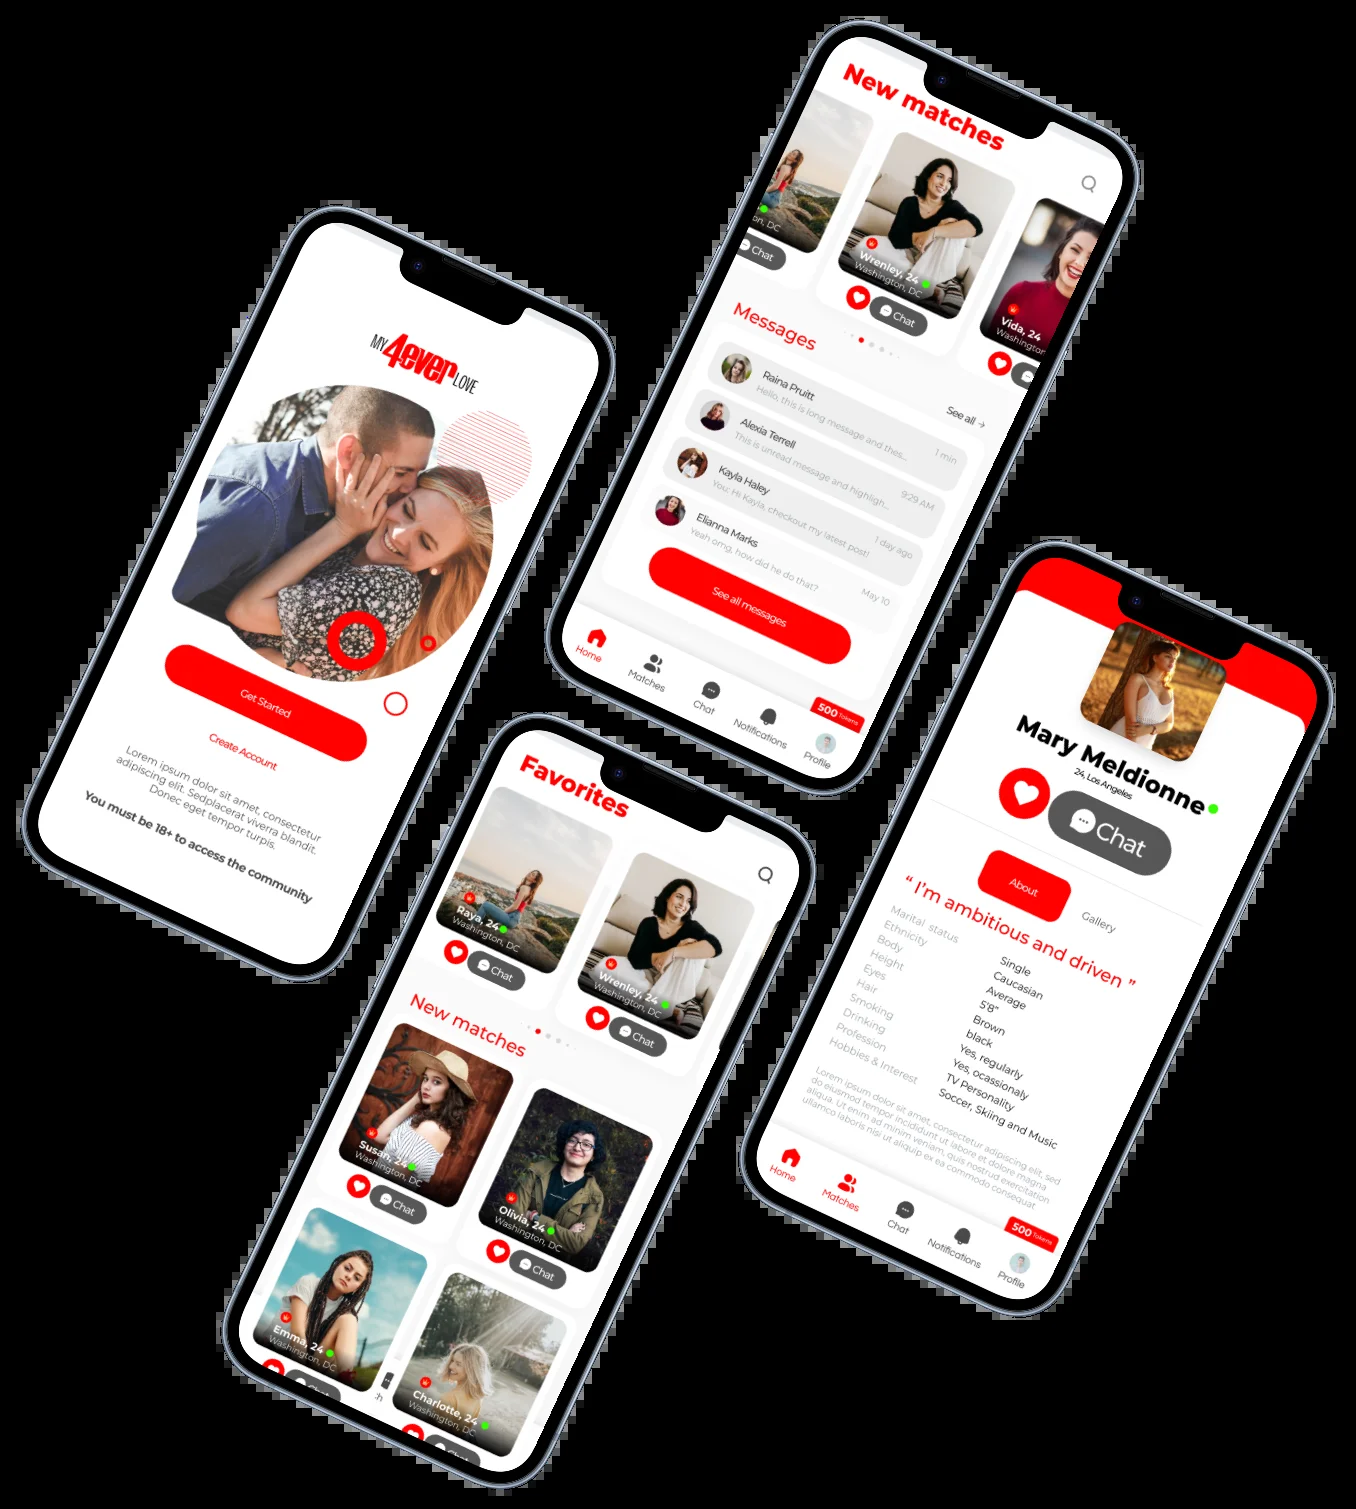 MY 4ever LOVE
Get Started
Create Account
Lorem ipsum dolor sit amet, consectetur
adipiscing elit. Sedplacerat viverra blandit.
Donec eget tempor turpis.
You must be 18+ to access the community
New matches
on, DC
Chat
Wrenley, 24
Washington, DC
Chat
Vida, 24
Washington
Messages
See all →
Raina Pruitt
Hello, this is long message and thes...
1 min
Alexia Terrell
This is unread message and highligh...
9:29 AM
Kayla Haley
You: Hi Kayla, checkout my latest post!
1 day ago
Elianna Marks
Yeah omg, how did he do that?
May 10
See all messages
Home
Matches
Chat
Notifications
500 Tokens
Profile
Favorites
Raya, 24
Washington, DC
Chat
Wrenley, 24
Washington, DC
Chat
New matches
Susan, 24
Washington, DC
Chat
Olivia, 24
Washington, DC
Chat
Emma, 24
Washington, DC
Chat
Charlotte, 24
Washington, DC
Chat
Mary Meldionne
24, Los Angeles
Chat
About
Gallery
“ I’m ambitious and driven ”
Marital status Single
Ethnicity Caucasian
Body Average
Height 5'8"
Eyes Brown
Hair black
Smoking Yes, regularly
Drinking Yes, ocassionaly
Profession TV Personality
Hobbies & Interest Soccer, Skiing and Music
Lorem ipsum dolor sit amet, consectetur adipiscing elit, sed
do eiusmod tempor incididunt ut labore et dolore magna
aliqua. Ut enim ad minim veniam, quis nostrud exercitation
ullamco laboris nisi ut aliquip ex ea commodo consequat
Home
Matches
Chat
Notifications
500 Tokens
Profile